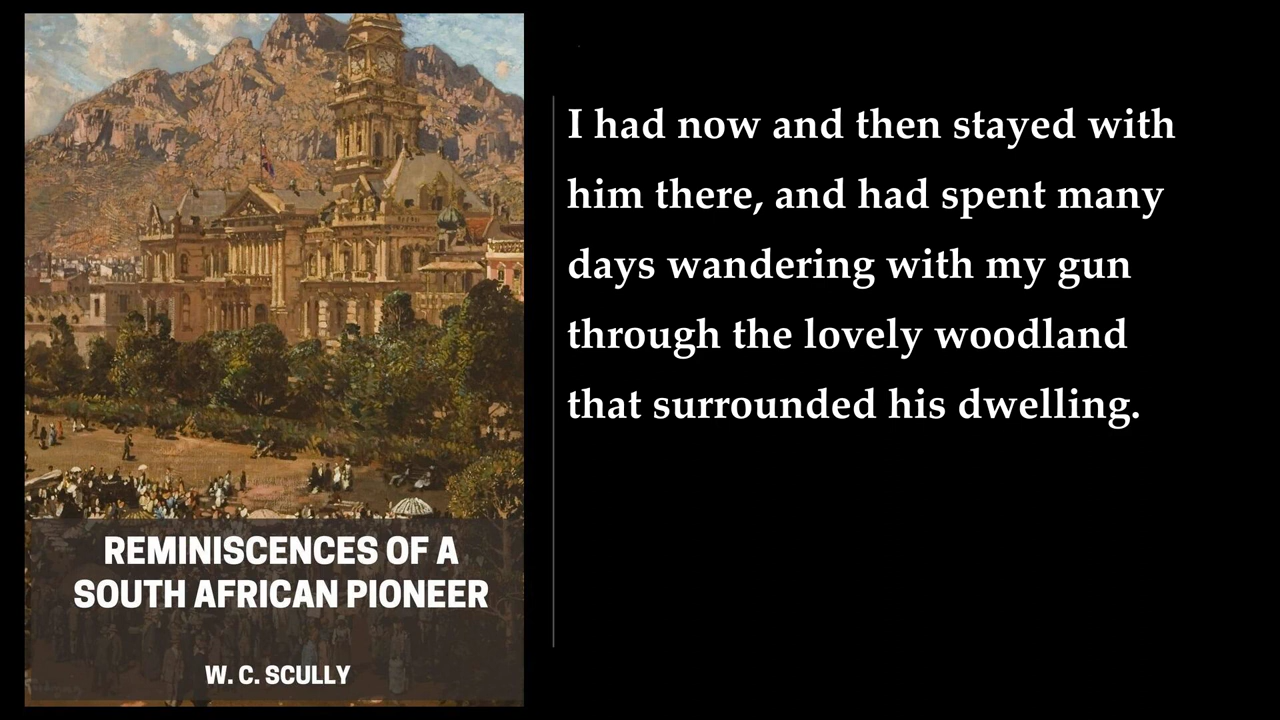 I had now and then stayed with
him there, and had spent many
days wandering with my gun
through the lovely woodland
that surrounded his dwelling.
REMINISCENCES OF A
SOUTH AFRICAN PIONEER
W. C. SCULLY